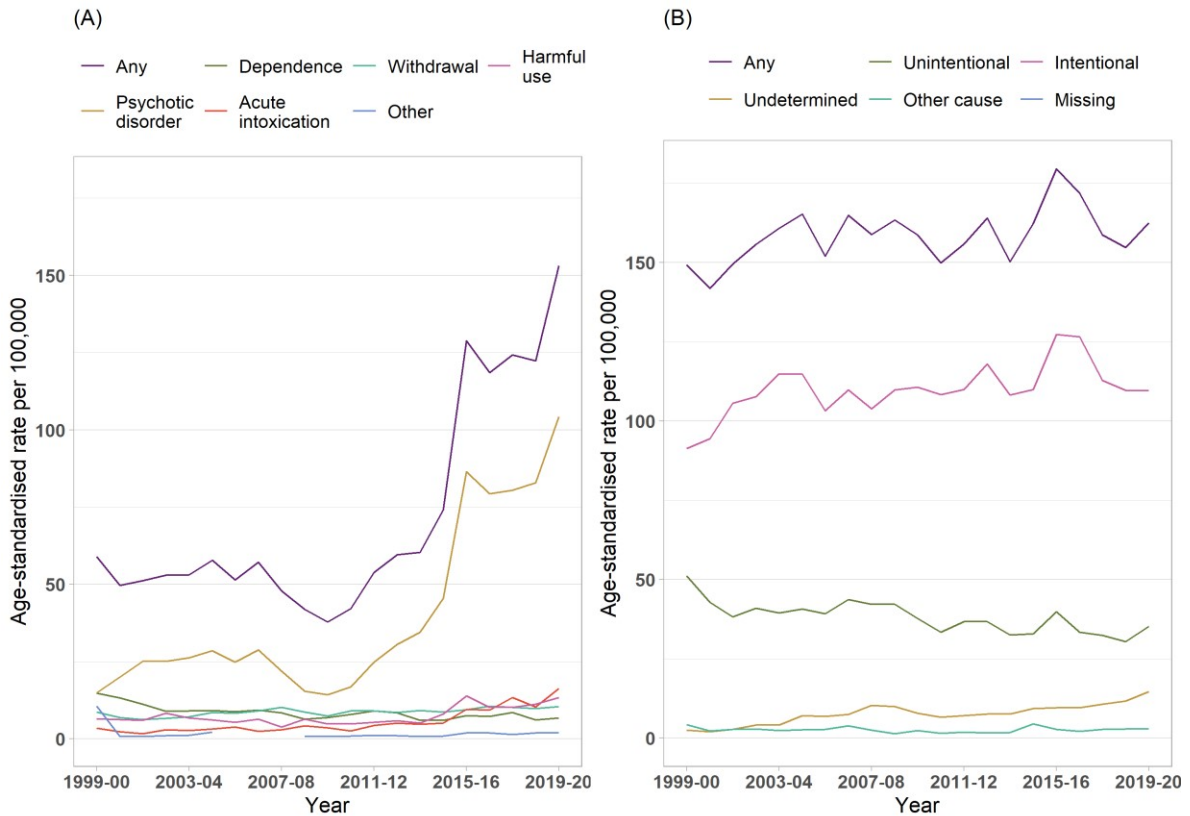 (A)
Any
Dependence
Withdrawal
Harmful
use
Psychotic
disorder
Acute
intoxication
Other
Age-standardised rate per 100,000
150
100
50
0
1999-00
2003-04
2007-08
2011-12
2015-16
2019-20
Year
(B)
Any
Unintentional
Intentional
Undetermined
Other cause
Missing
Age-standardised rate per 100,000
150
100
50
0
1999-00
2003-04
2007-08
2011-12
2015-16
2019-20
Year